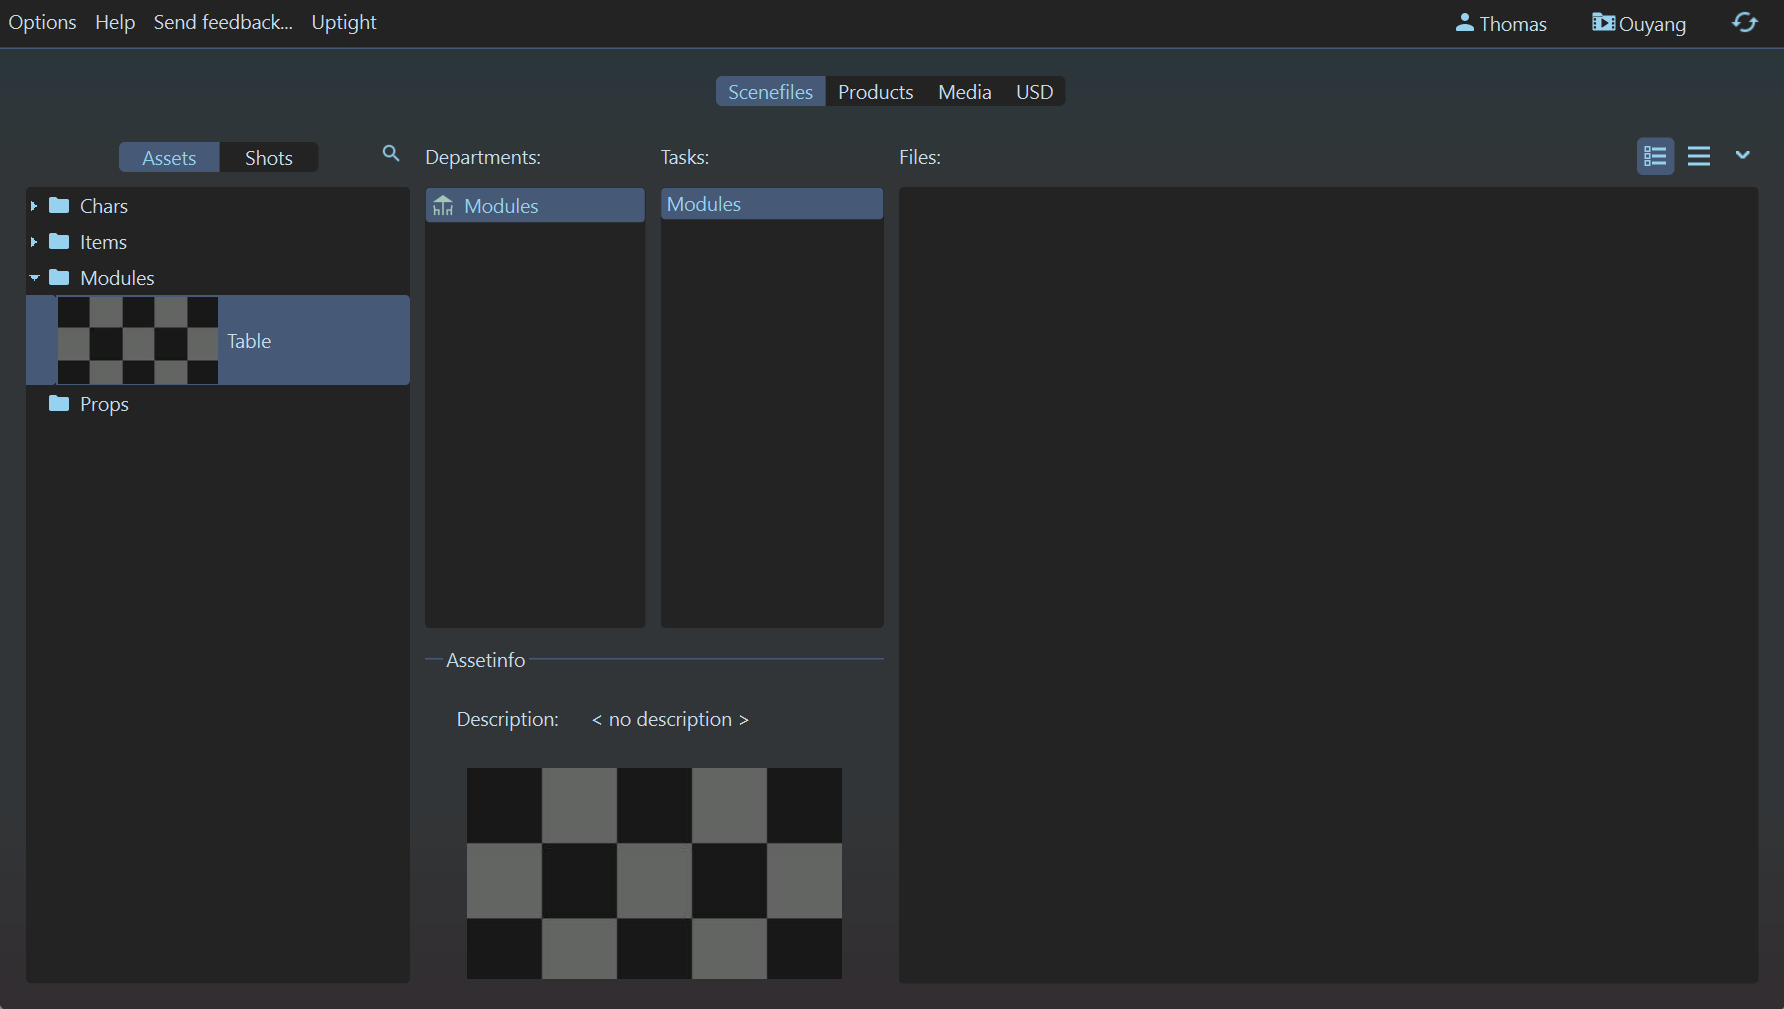 Options Help Send feedback... Uptight Thomas Ouyang
Scenefiles Products Media USD
Assets Shots Departments: Tasks: Files:
Chars
Items
Modules
Table
Props
Modules
Modules
Assetinfo
Description: < no description >